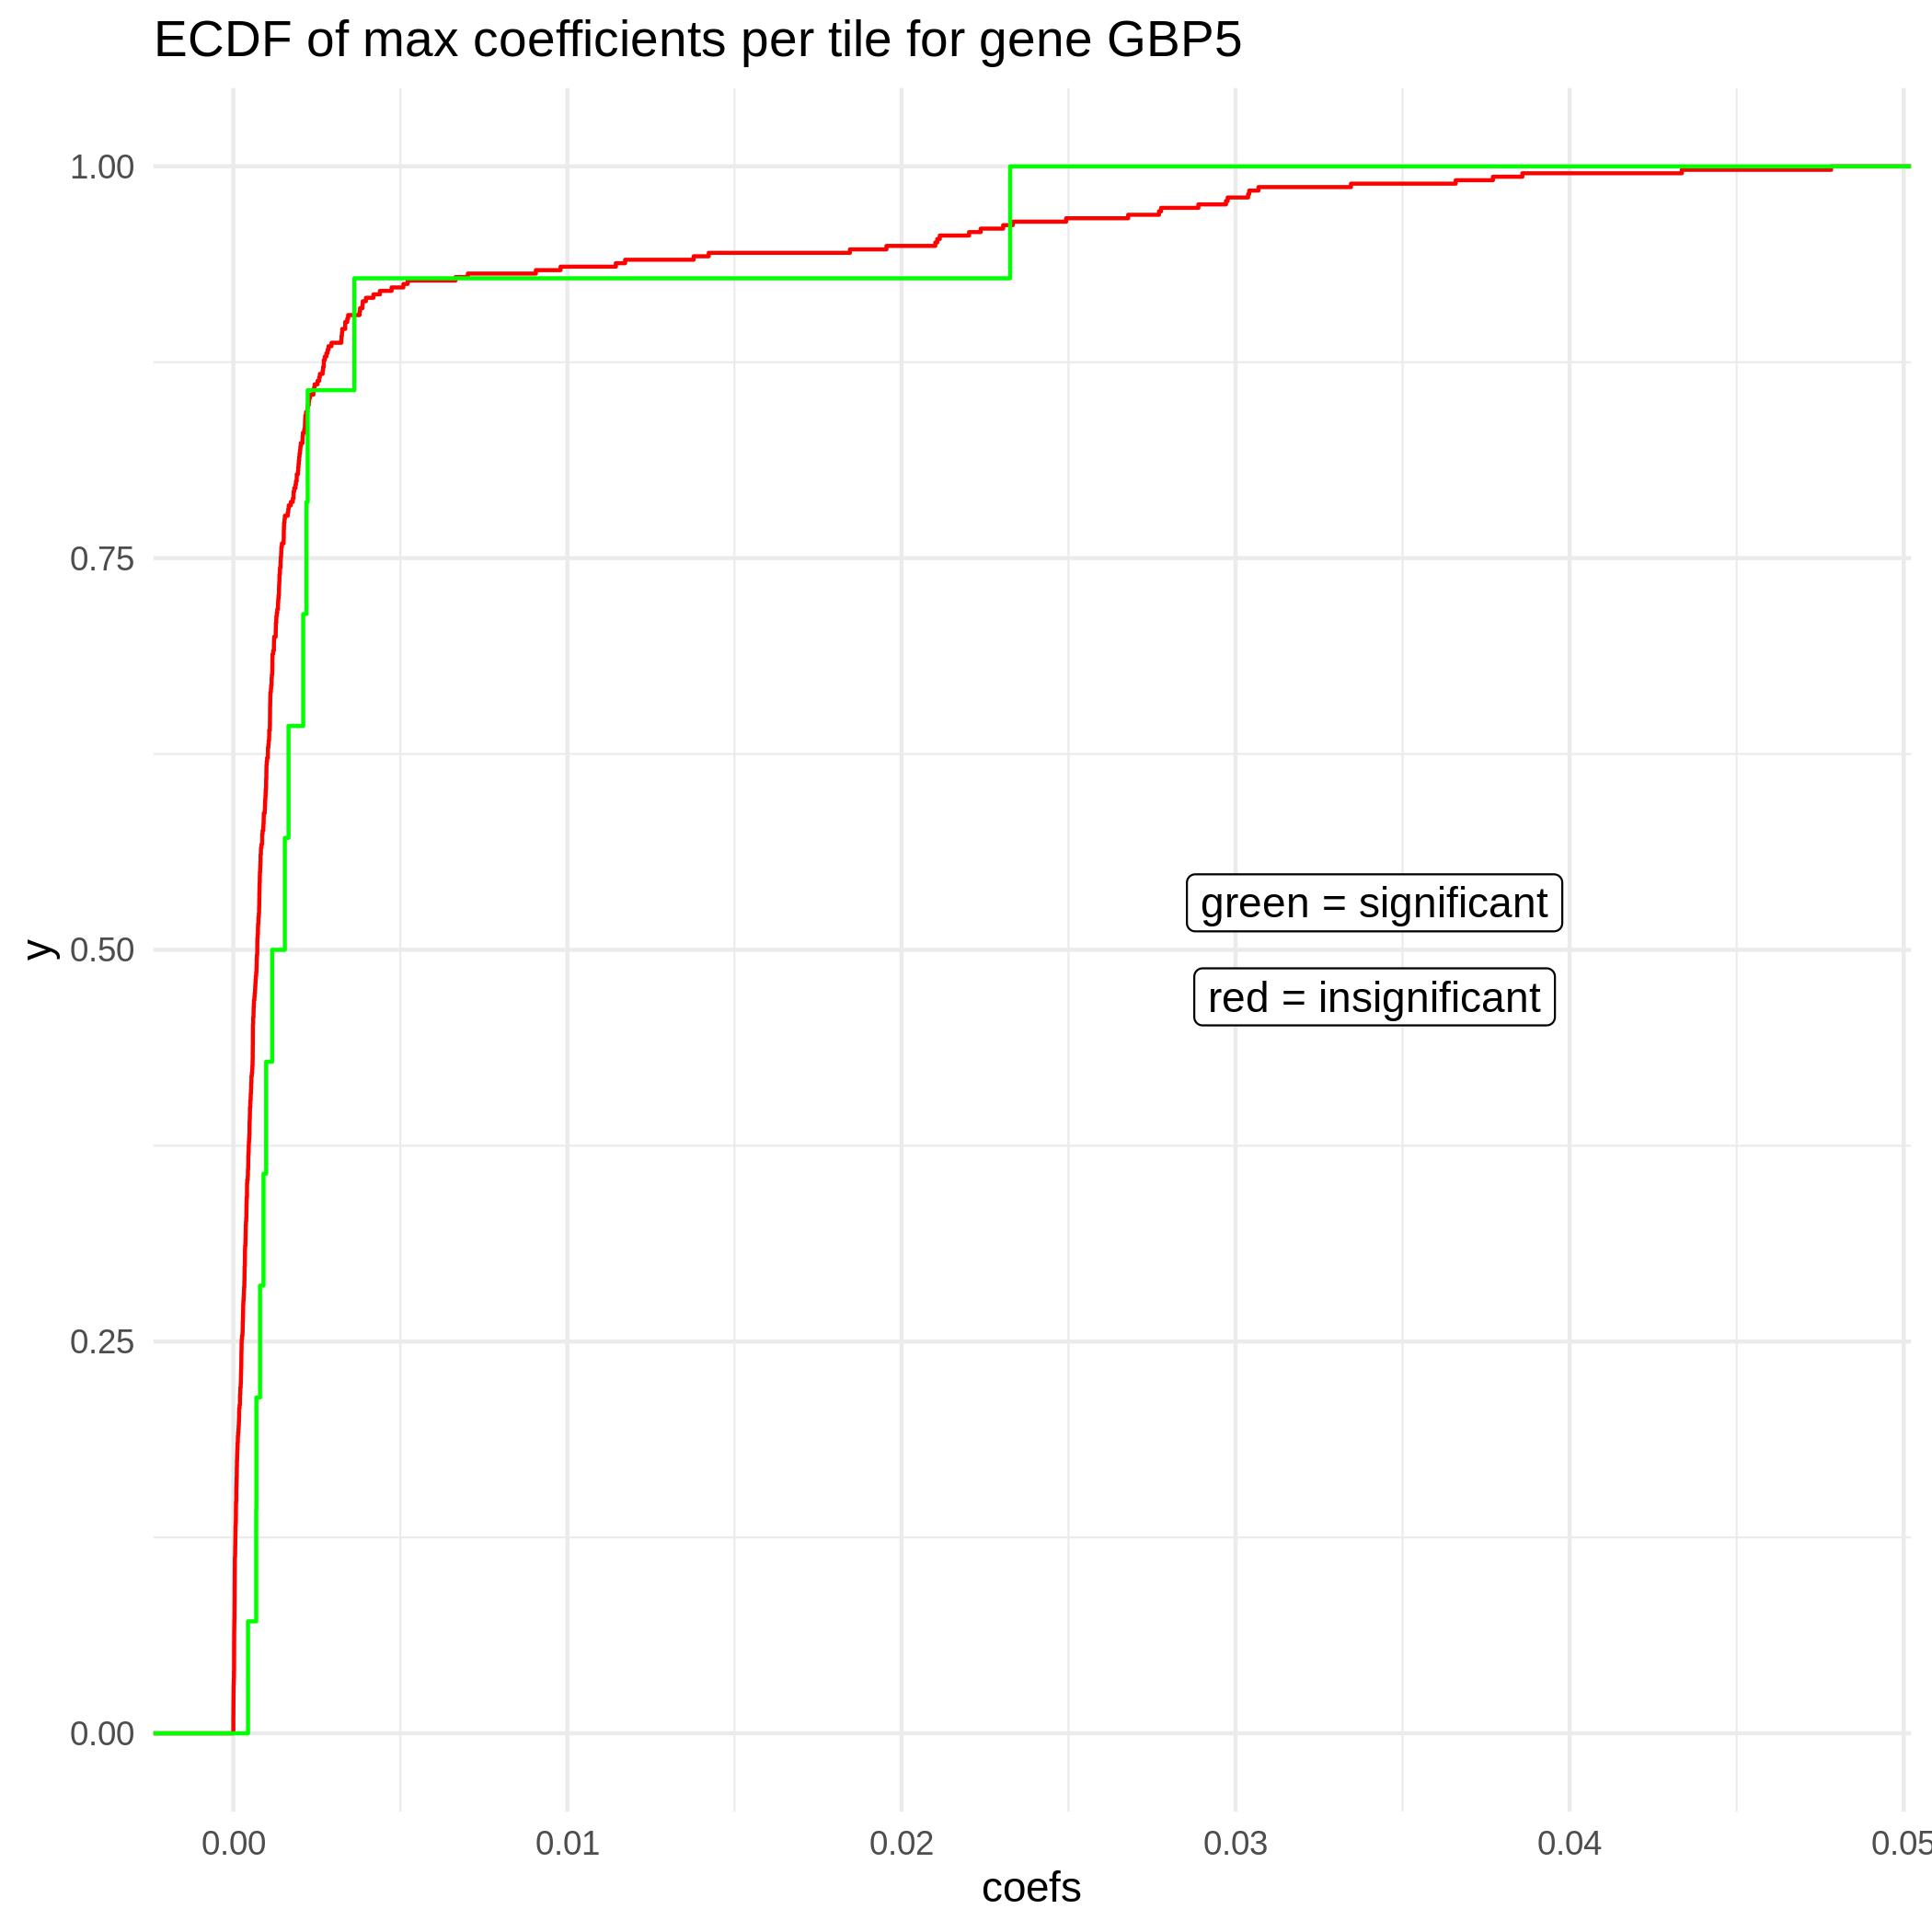 ECDF of max coefficients per tile for gene GBP5
1.00
0.75
0.50
0.25
0.00
y
green = significant
red = insignificant
0.00 0.01 0.02 0.03 0.04 0.05
coefs